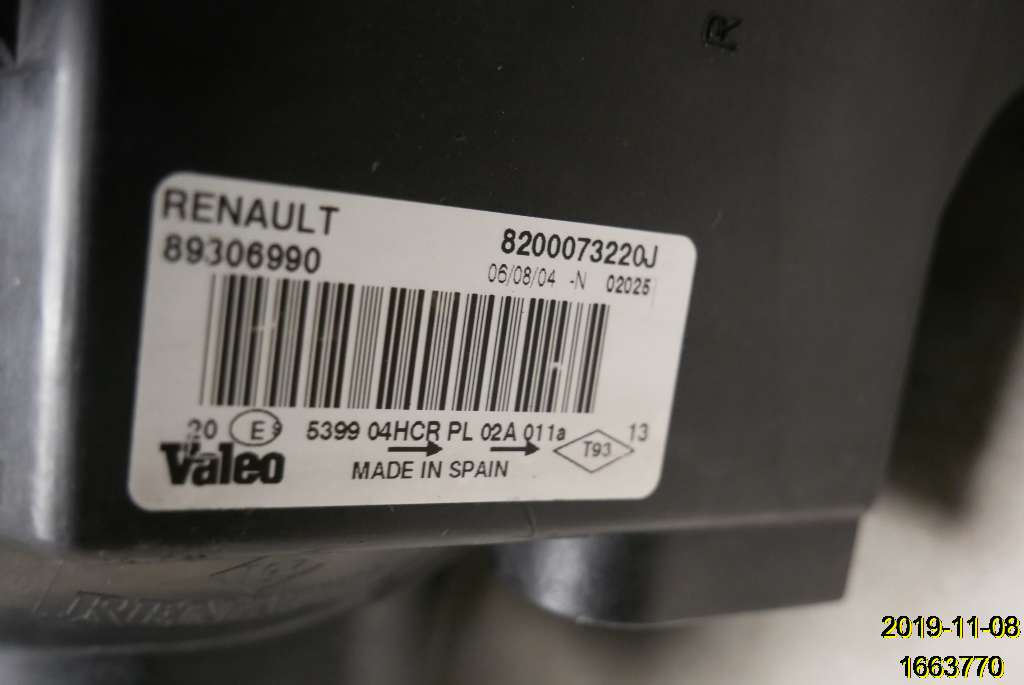 R
RENAULT
89306990
8200073220J
06/08/04 -N 02025
20 E9 5399 04HCR PL 02A 011a 13
Valeo
MADE IN SPAIN
T93
2019-11-08
1663770